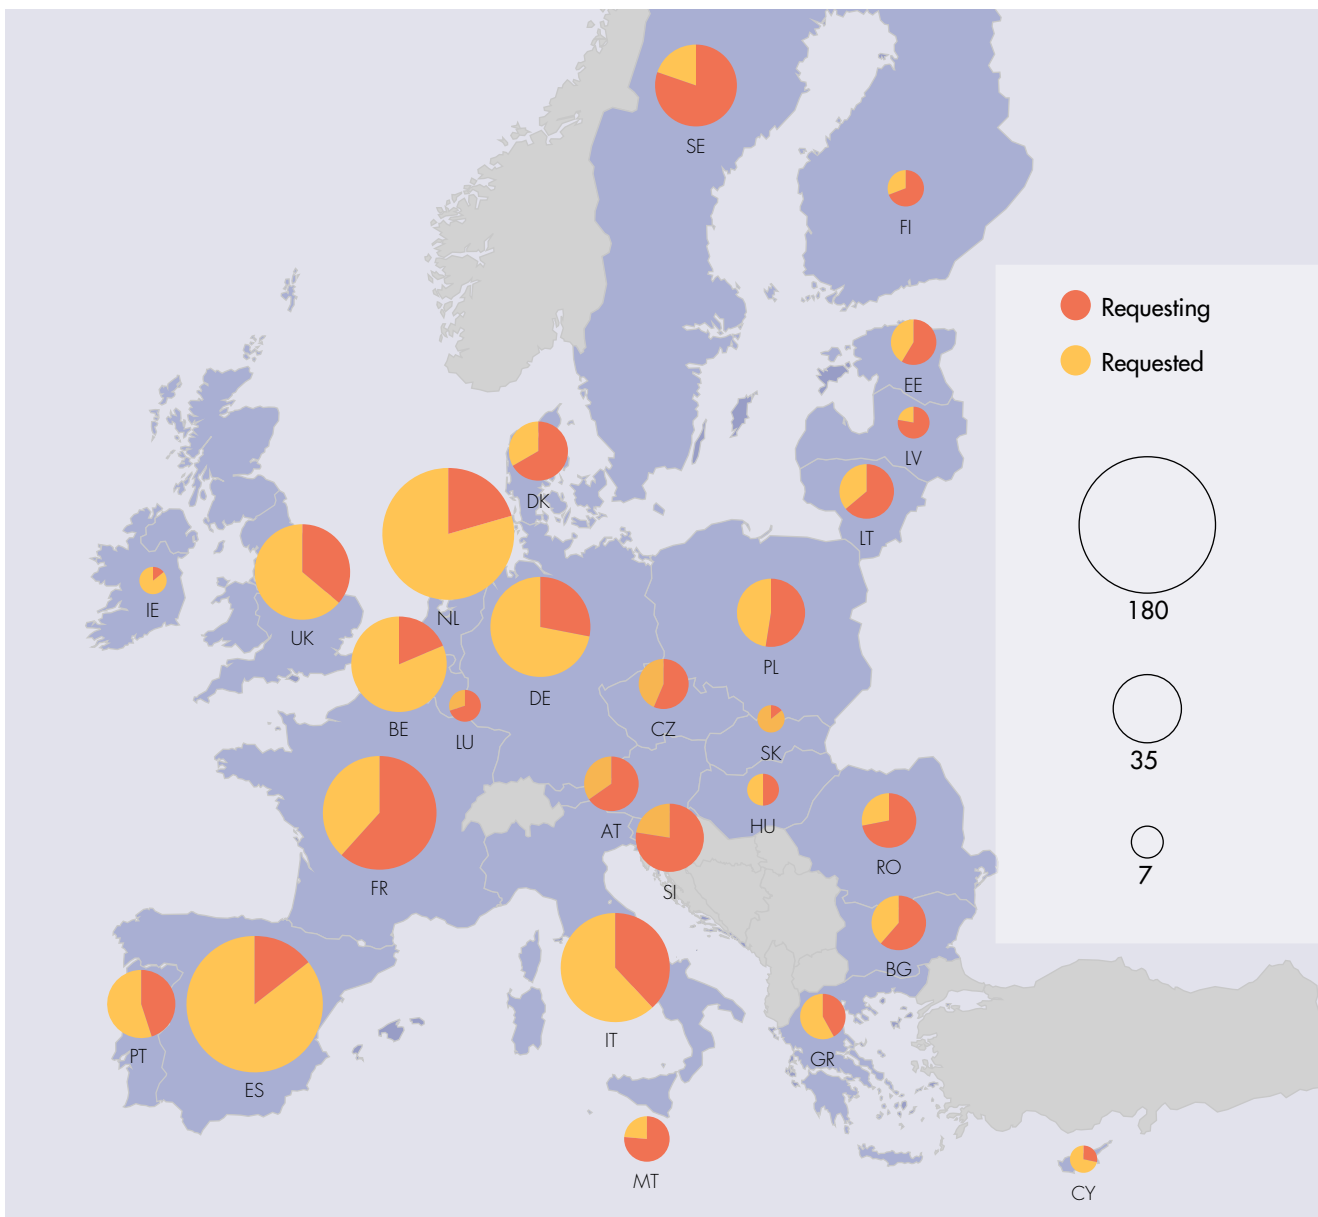 SE
FI
Requesting
Requested
EE
LV
DK
LT
180
IE
UK
NL
PL
DE
BE
LU
CZ
SK
35
AT
HU
RO
7
FR
SI
BG
IT
PT
GR
ES
MT
CY